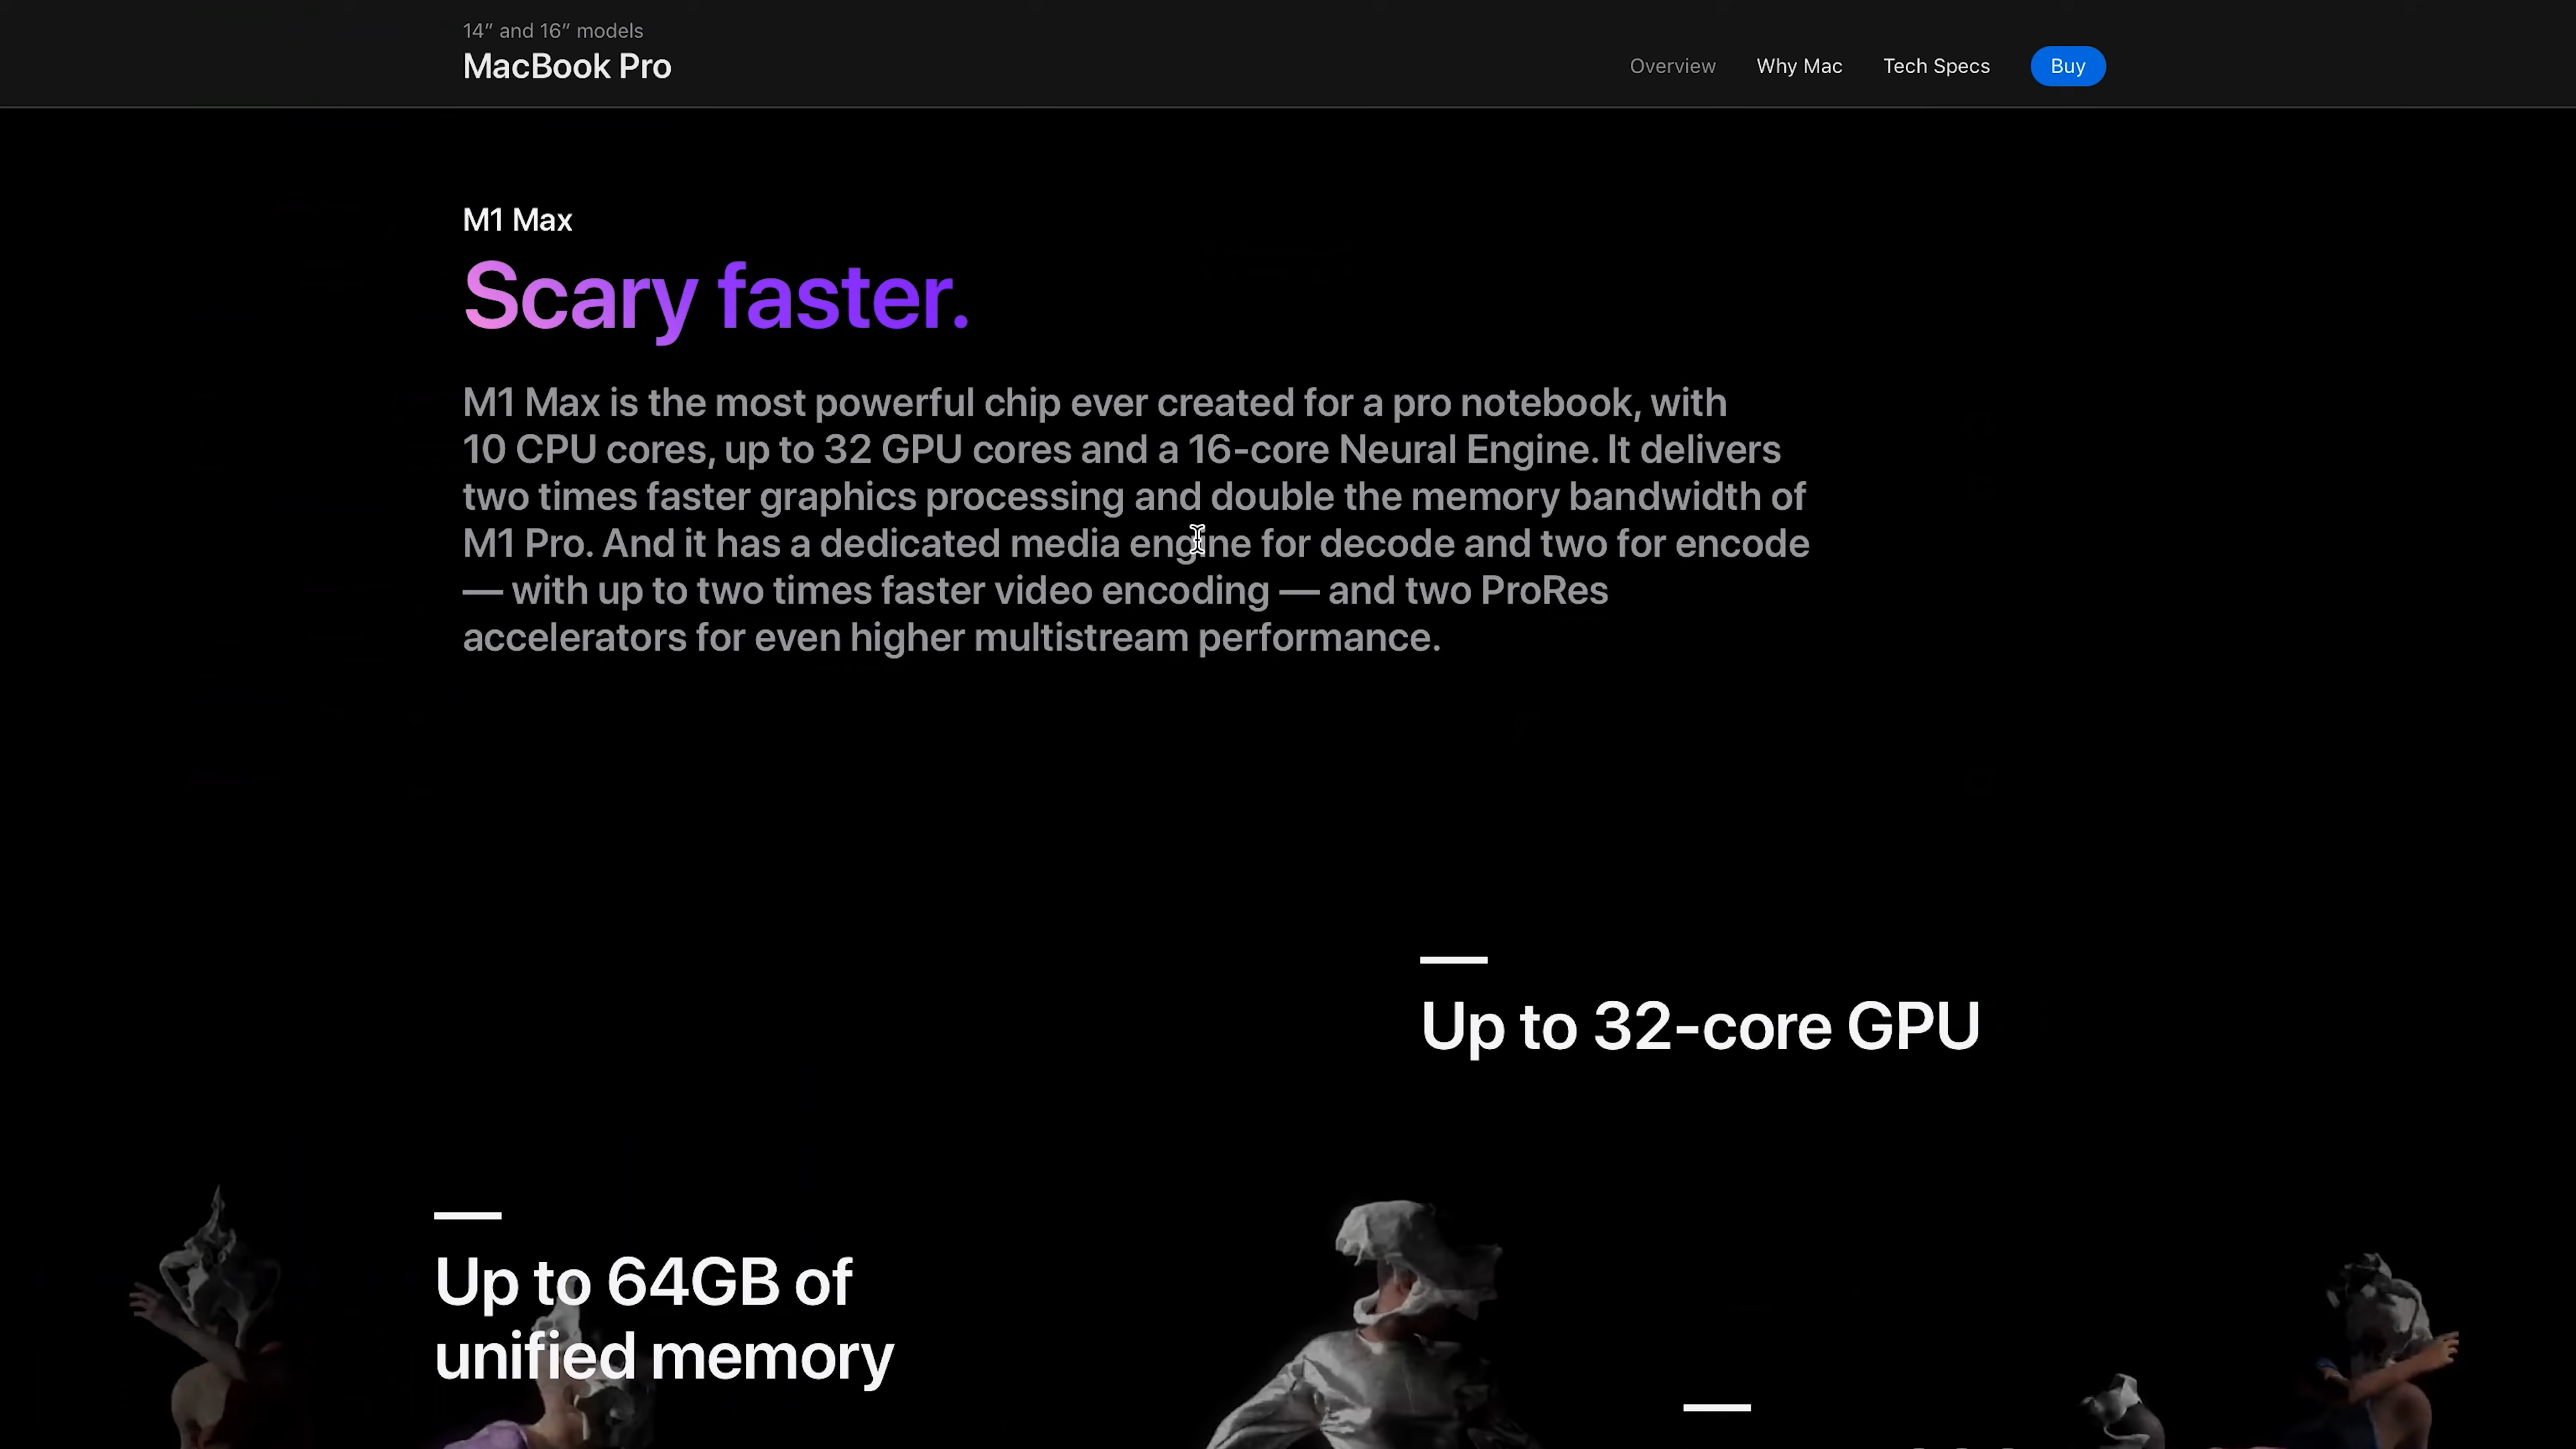 14″ and 16″ models
MacBook Pro
Overview
Why Mac
Tech Specs
Buy
M1 Max
Scary faster.
M1 Max is the most powerful chip ever created for a pro notebook, with
10 CPU cores, up to 32 GPU cores and a 16-core Neural Engine. It delivers
two times faster graphics processing and double the memory bandwidth of
M1 Pro. And it has a dedicated media engine for decode and two for encode
— with up to two times faster video encoding — and two ProRes
accelerators for even higher multistream performance.
Up to 32-core GPU
Up to 64GB of
unified memory